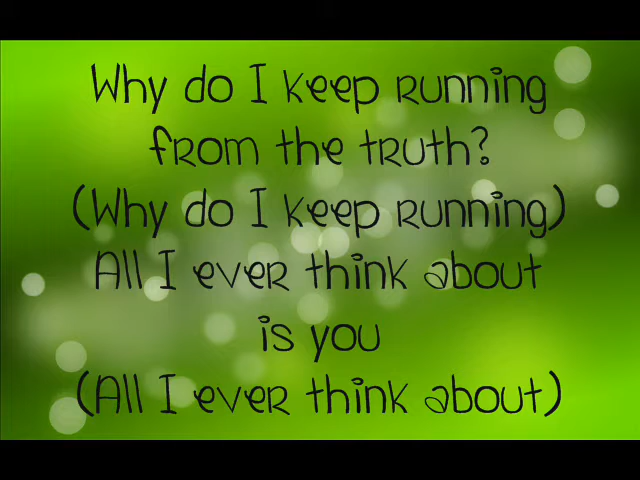 Why do I keep running
from the truth?
(Why do I keep running)
All I ever think about
is you
(All I ever think about)